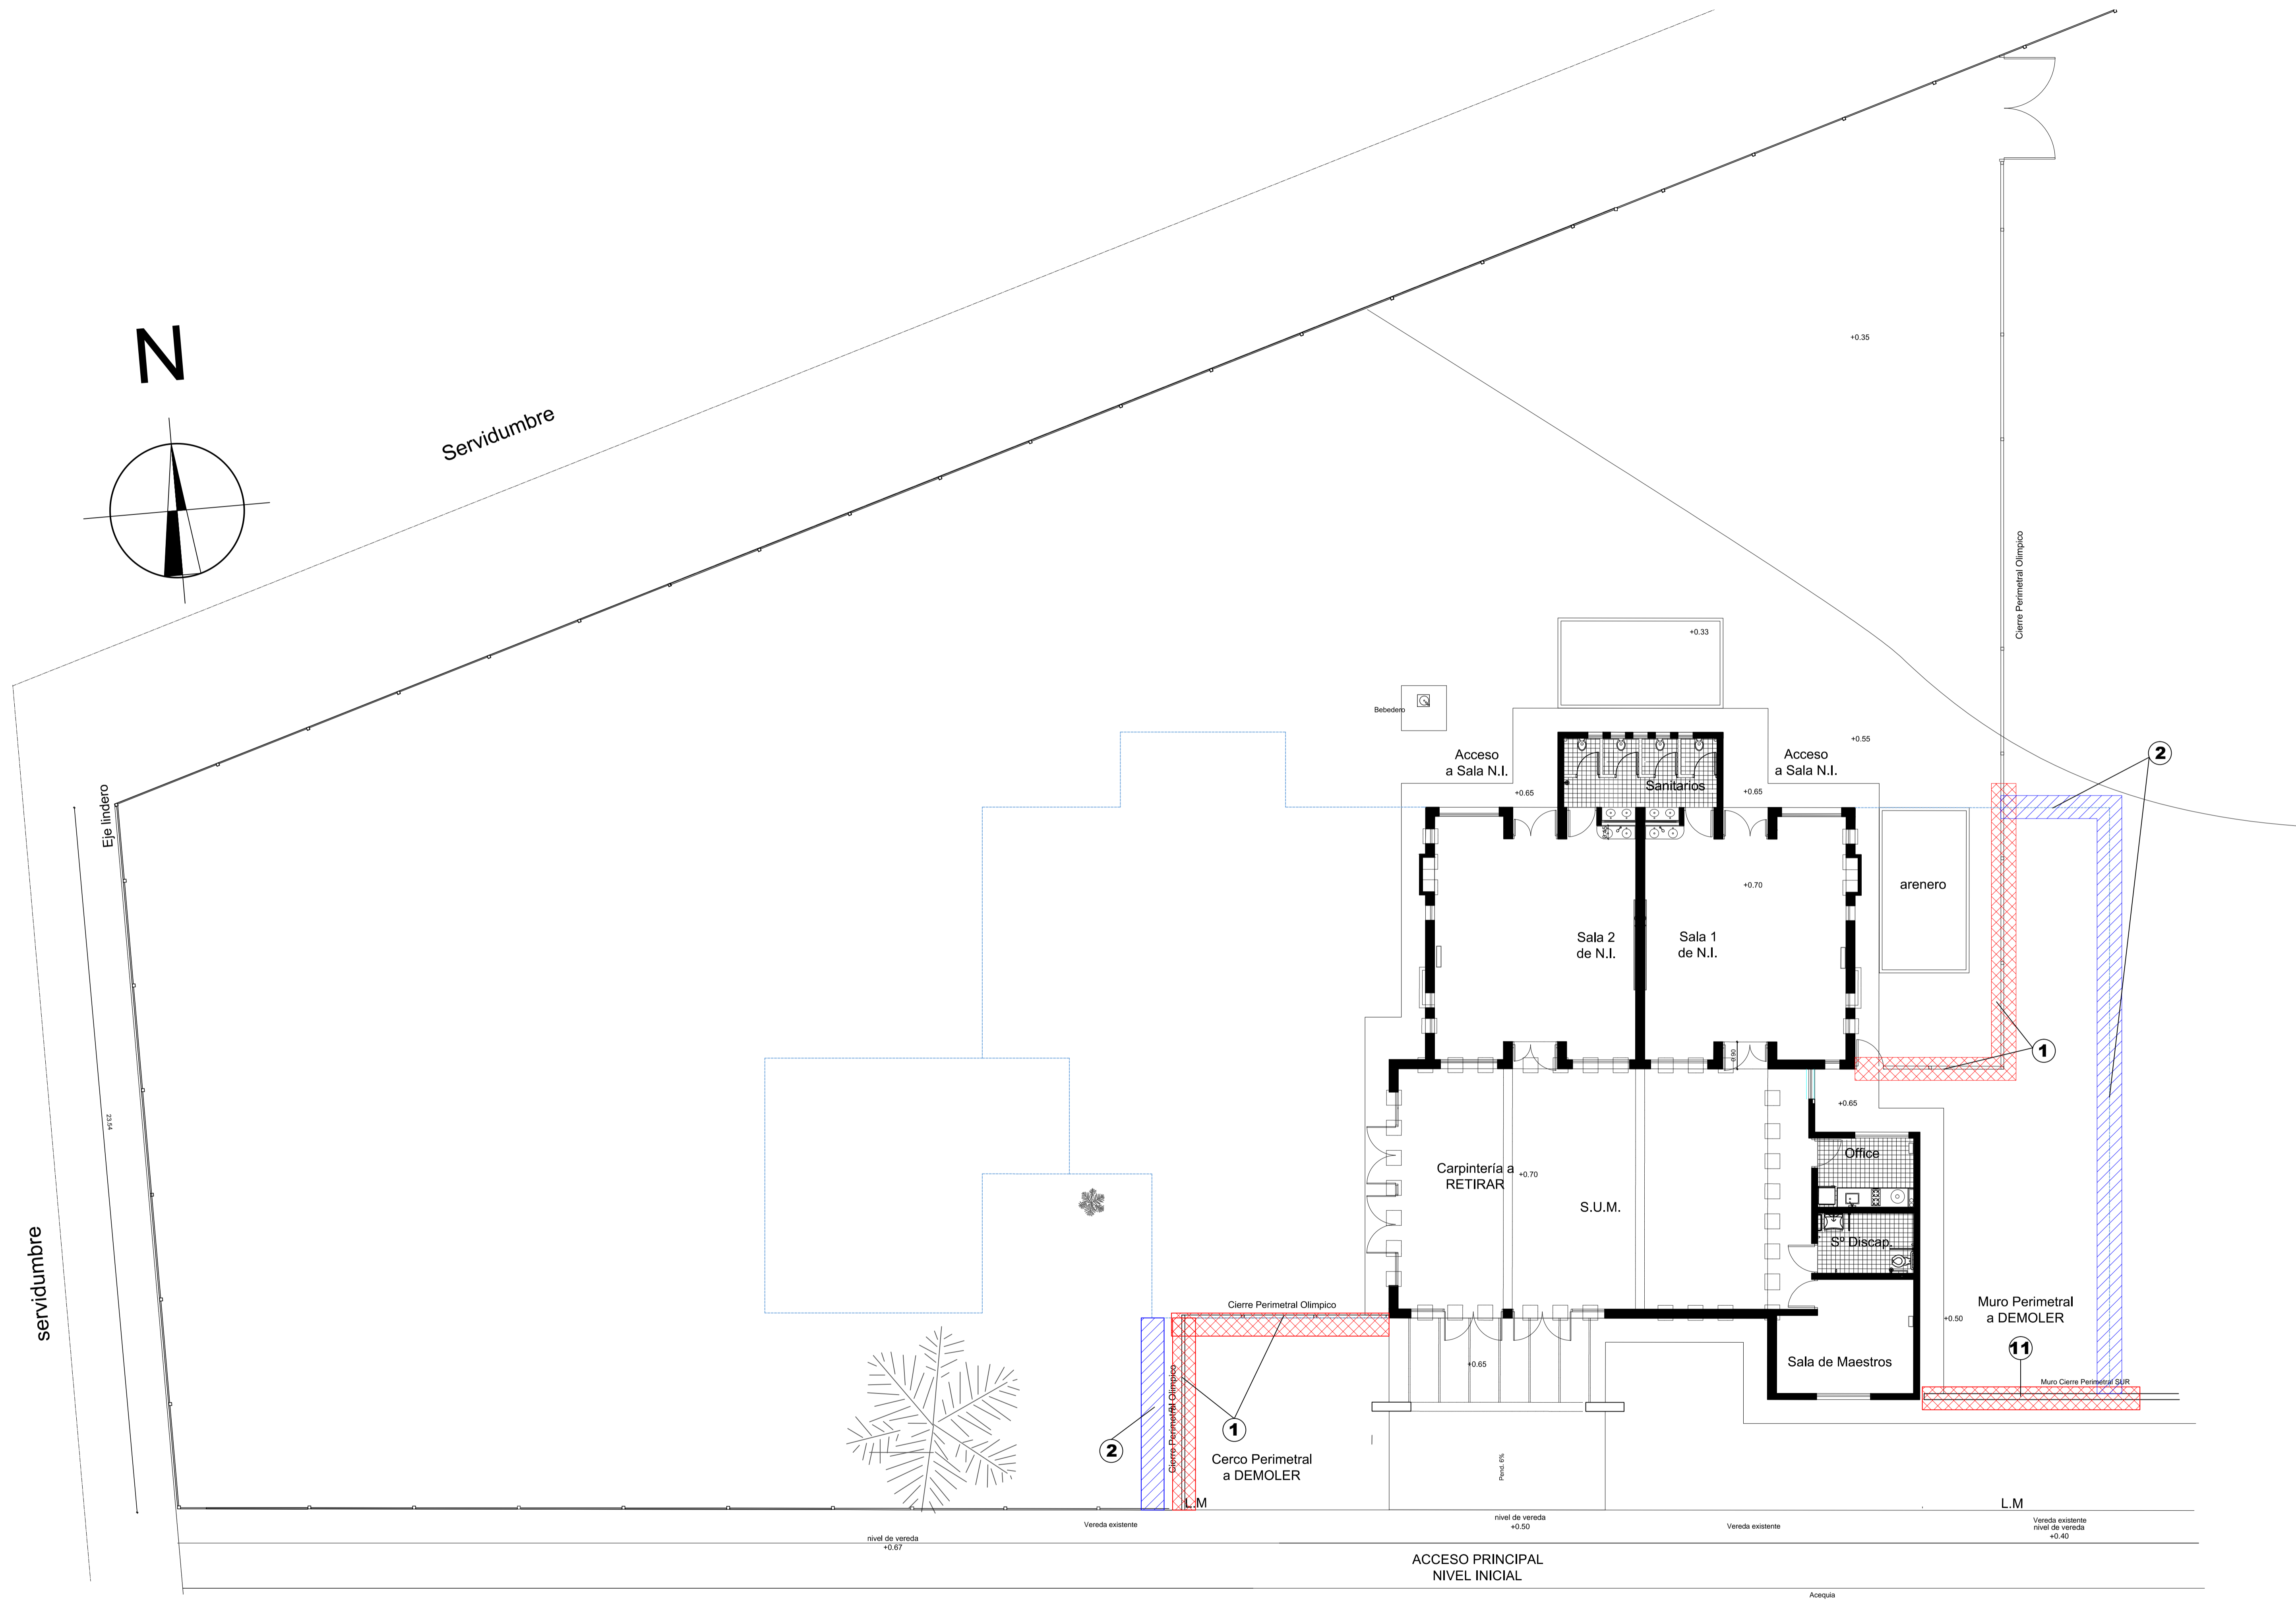 N
Servidumbre
+0.35
Cierre Perimetral Olimpico
+0.33
Bebedero
Acceso
a Sala N.I.
+0.55
Acceso
a Sala N.I.
2
Sanitarios
+0.65
+0.65
Eje lindero
arenero
+0.70
Sala 2
de N.I.
Sala 1
de N.I.
23.54
0.90
1
+0.65
Office
Carpintería a
RETIRAR
+0.70
S.U.M.
Sº Discap.
servidumbre
Cierre Perimetral Olimpico
Muro Perimetral
a DEMOLER
+0.50
11
+0.65
Sala de Maestros
Muro Cierre Perimetral SUR
Cierre Perimetral Olimpico
1
2
Cerco Perimetral
a DEMOLER
Pend. 6%
L.M
L.M
Vereda existente
nivel de vereda
+0.50
Vereda existente
Vereda existente
nivel de vereda
+0.40
nivel de vereda
+0.67
ACCESO PRINCIPAL
NIVEL INICIAL
Acequia